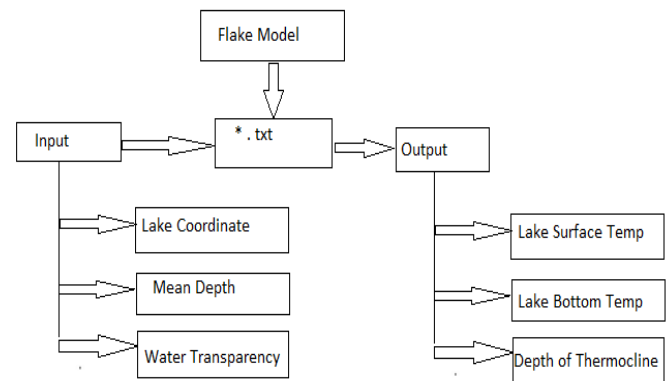 Flake Model
Input
* . txt
Output
Lake Coordinate
Mean Depth
Water Transparency
Lake Surface Temp
Lake Bottom Temp
Depth of Thermocline